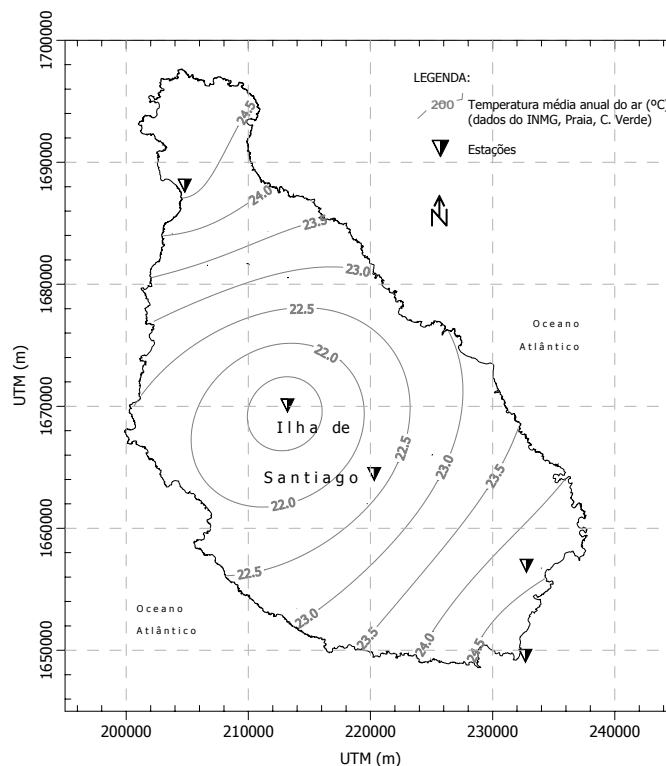 1700000
LEGENDA:
200
Temperatura média anual do ar (ºC)
(dados do INMG, Praia, C. Verde)
Estações
N
24.5
1690000
24.0
23.5
23.0
1680000
22.5
Oceano
Atlântico
22.0
UTM (m)
1670000
Ilha de
22.5
23.0
23.5
Santiago
22.0
1660000
22.5
Oceano
Atlântico
23.0
23.5
24.0
24.5
1650000
200000
210000
220000
230000
240000
UTM (m)